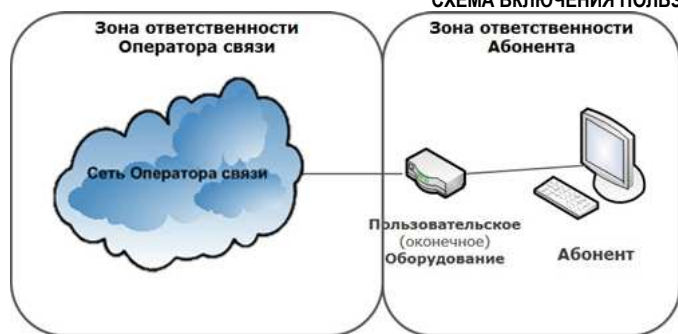 СХЕМА ВКЛЮЧЕНИЯ
Зона ответственности
Оператора связи
Зона ответственности
Абонента
Сеть Оператора связи
Пользовательское
(оконечное)
Оборудование
Абонент